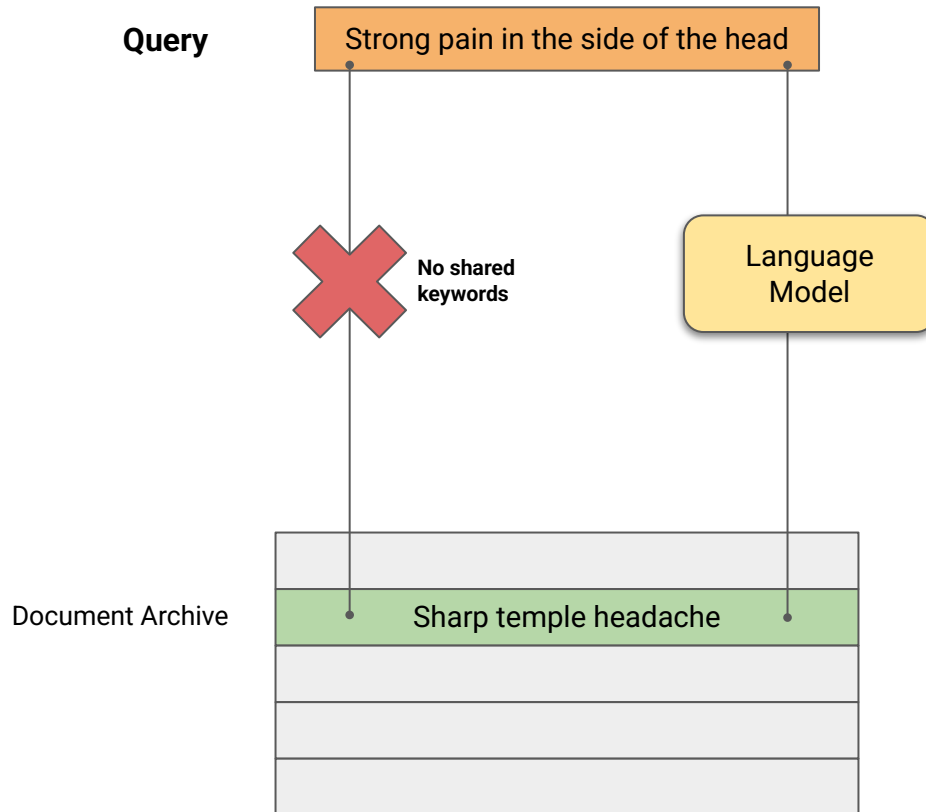 Query
Strong pain in the side of the head
No shared
keywords
Language
Model
Document Archive
Sharp temple headache